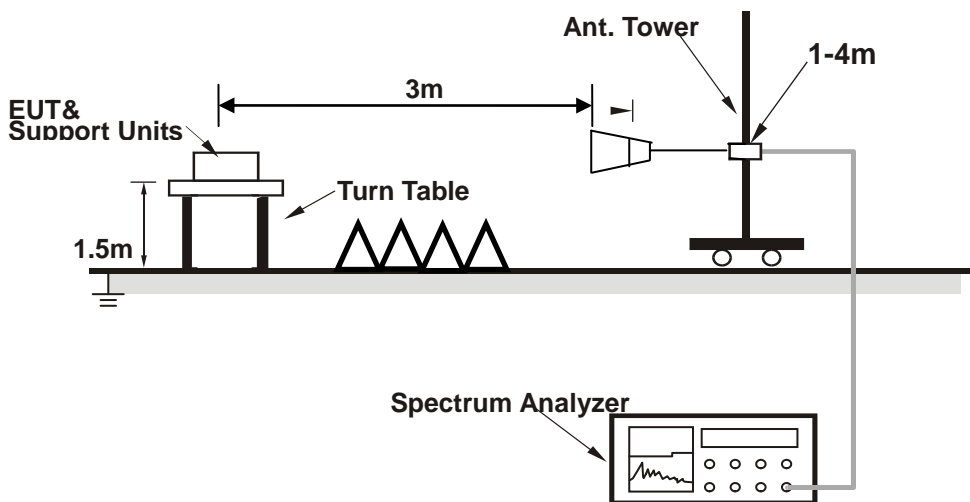 Ant. Tower
1-4m
3m
EUT&
Support Units
Turn Table
1.5m
Spectrum Analyzer